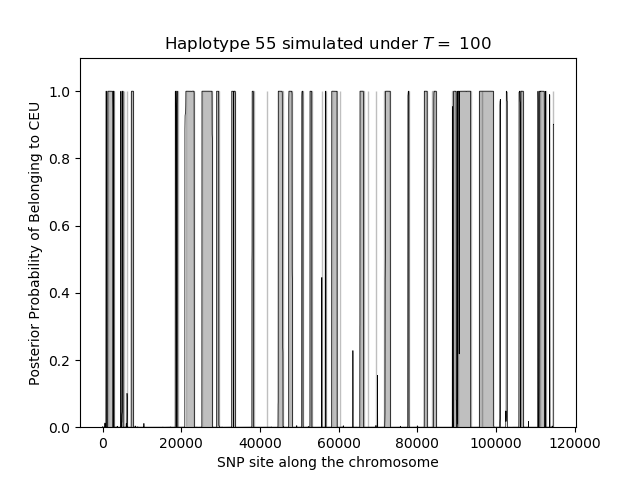 Haplotype 55 simulated under T = 100
Posterior Probability of Belonging to CEU
1.0
0.8
0.6
0.4
0.2
0.0
0 20000 40000 60000 80000 100000 120000
SNP site along the chromosome